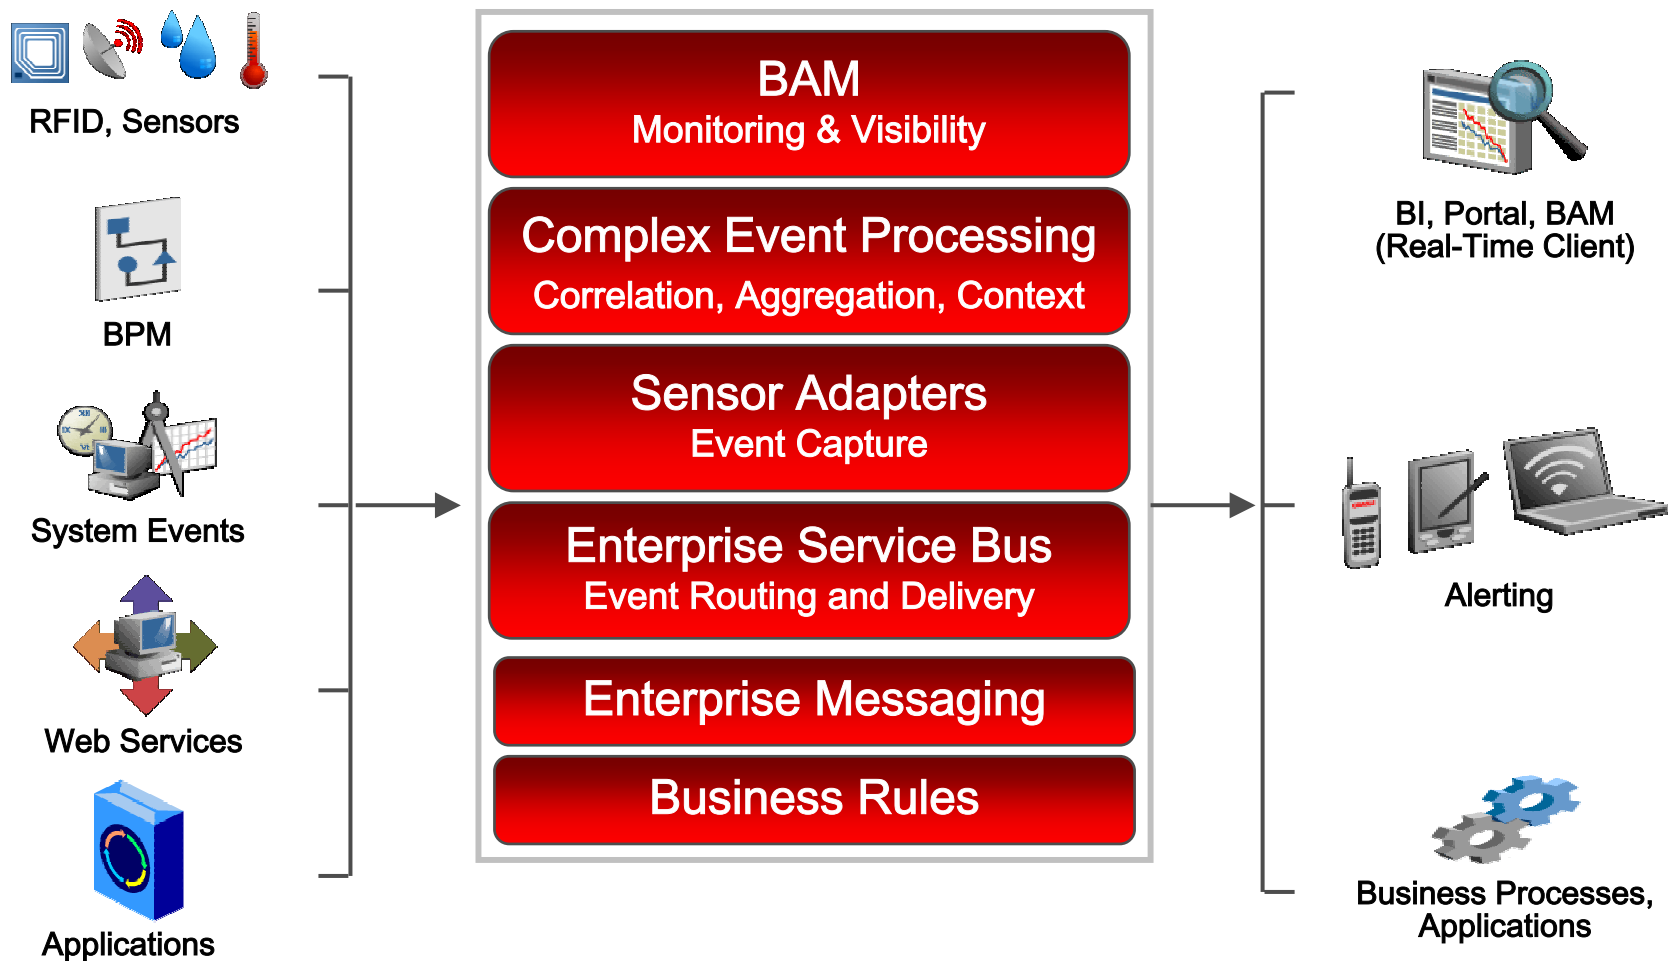 RFID, Sensors
BPM
System Events
Web Services
Applications
BAM
Monitoring & Visibility
Complex Event Processing
Correlation, Aggregation, Context
Sensor Adapters
Event Capture
Enterprise Service Bus
Event Routing and Delivery
Enterprise Messaging
Business Rules
BI, Portal, BAM
(Real-Time Client)
Alerting
Business Processes,
Applications